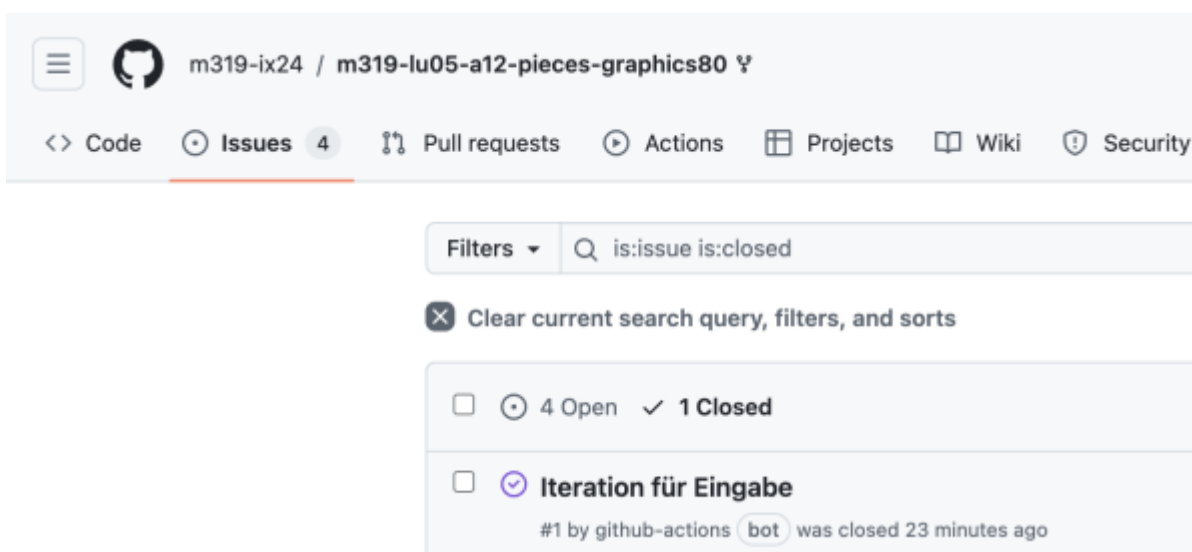 m319-ix24 / m319-lu05-a12-pieces-graphics80
Code Issues 4 Pull requests Actions Projects Wiki Security
Filters is:issue is:closed
Clear current search query, filters, and sorts
4 Open 1 Closed
Iteration für Eingabe
#1 by github-actions bot was closed 23 minutes ago